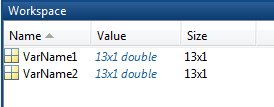 Workspace
Name Value Size
VarName1 13x1 double 13x1
VarName2 13x1 double 13x1